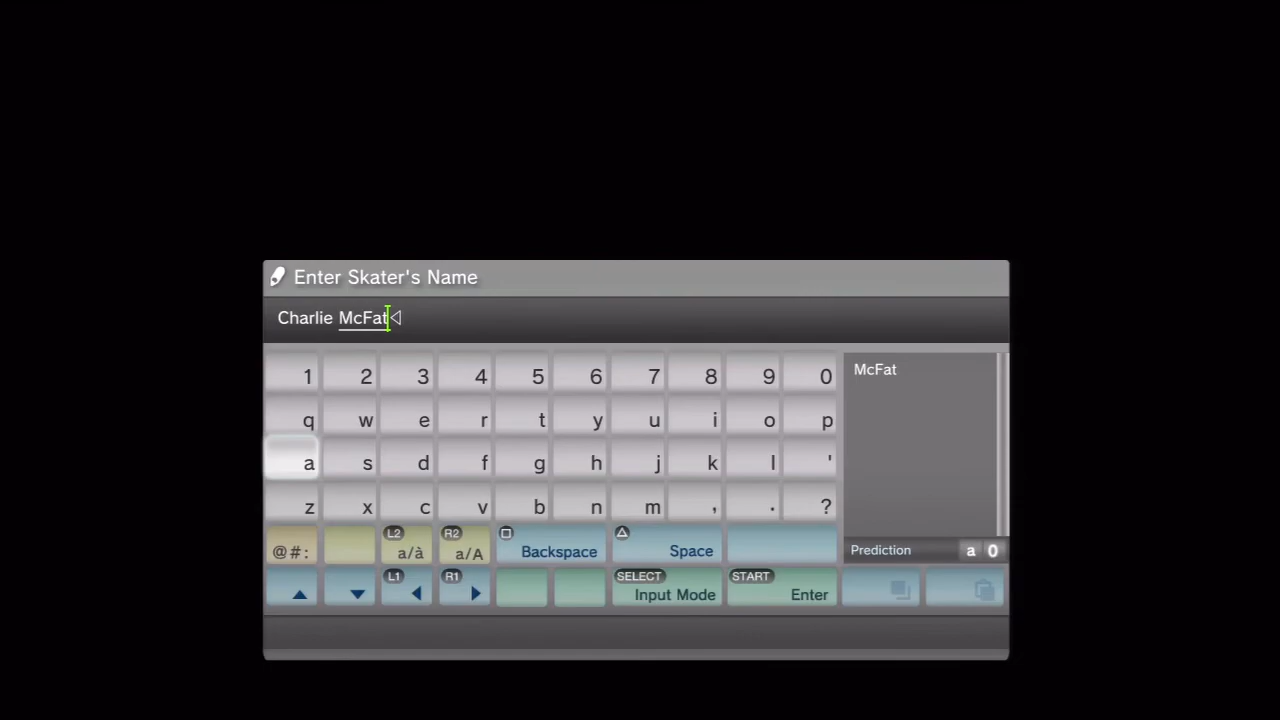 Enter Skater's Name
Charlie McFat
1 2 3 4 5 6 7 8 9 0
McFat
q w e r t y u i o p
a s d f g h j k l '
z x c v b n m , . ?
@#: L2 a/à R2 a/A Backspace Space
Prediction a 0
L1 R1 SELECT Input Mode START Enter